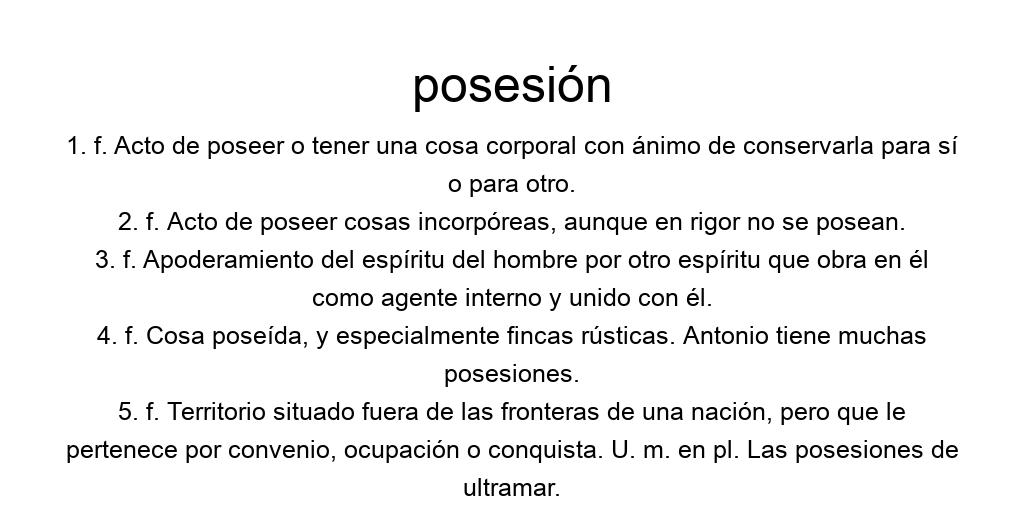 posesión
1. f. Acto de poseer o tener una cosa corporal con ánimo de conservarla para sí
o para otro.
2. f. Acto de poseer cosas incorpóreas, aunque en rigor no se posean.
3. f. Apoderamiento del espíritu del hombre por otro espíritu que obra en él
como agente interno y unido con él.
4. f. Cosa poseída, y especialmente fincas rústicas. Antonio tiene muchas
posesiones.
5. f. Territorio situado fuera de las fronteras de una nación, pero que le
pertenece por convenio, ocupación o conquista. U. m. en pl. Las posesiones de
ultramar.